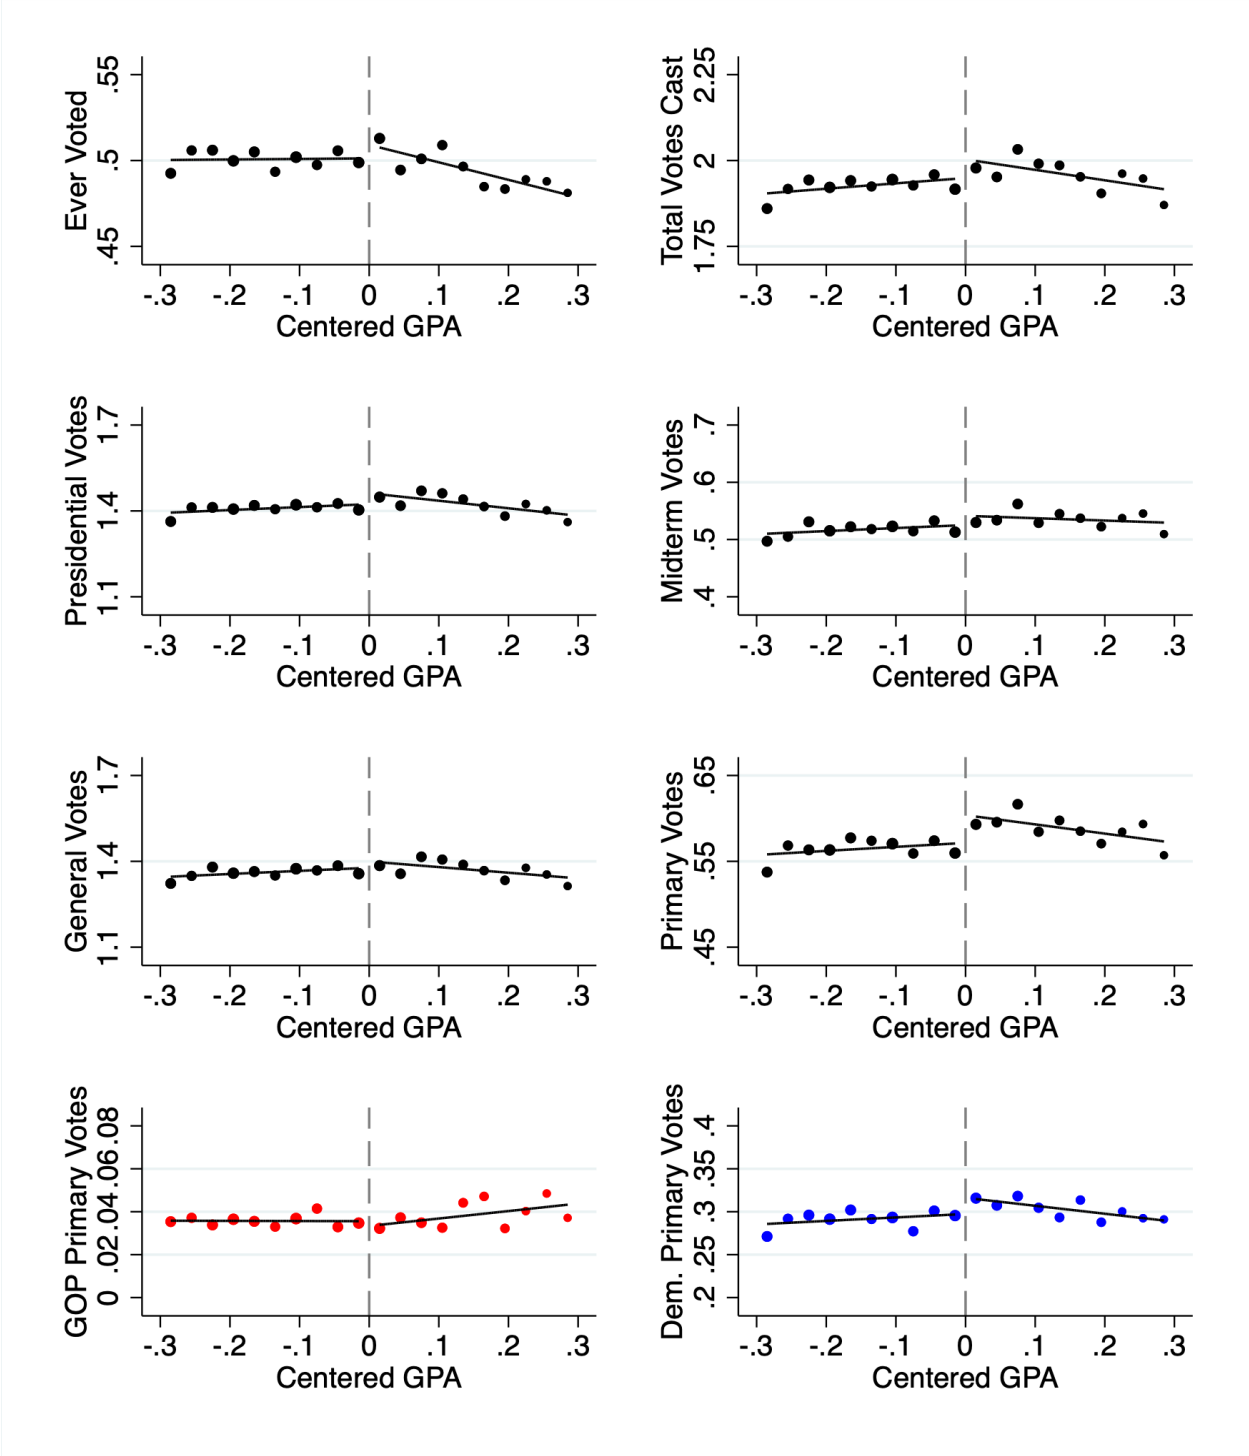 Ever Voted
.45 .5 .55
-.3 -.2 -.1 0 .1 .2 .3
Centered GPA
Total Votes Cast
1.75 2 2.25
-.3 -.2 -.1 0 .1 .2 .3
Centered GPA
Presidential Votes
1.1 1.4 1.7
-.3 -.2 -.1 0 .1 .2 .3
Centered GPA
Midterm Votes
.4 .5 .6 .7
-.3 -.2 -.1 0 .1 .2 .3
Centered GPA
General Votes
1.1 1.4 1.7
-.3 -.2 -.1 0 .1 .2 .3
Centered GPA
Primary Votes
.45 .55 .65
-.3 -.2 -.1 0 .1 .2 .3
Centered GPA
GOP Primary Votes
0 .02 .04 .06 .08
-.3 -.2 -.1 0 .1 .2 .3
Centered GPA
Dem. Primary Votes
.2 .25 .3 .35 .4
-.3 -.2 -.1 0 .1 .2 .3
Centered GPA